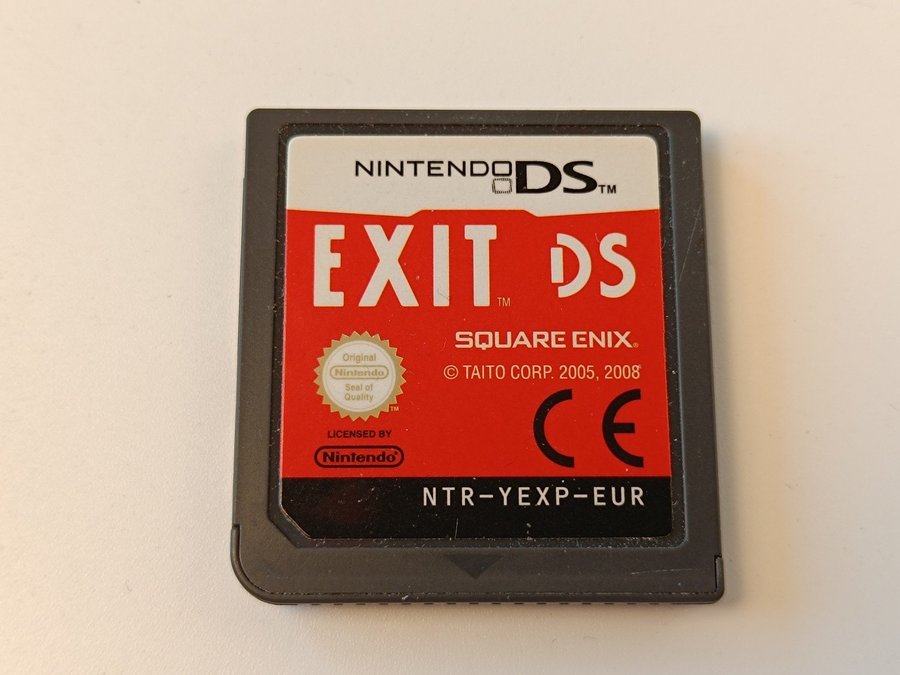 NINTENDO DS™
EXIT™ DS
SQUARE ENIX®
© TAITO CORP. 2005, 2008
Original
Nintendo
Seal of
Quality
™
LICENSED BY
Nintendo®
CE
NTR-YEXP-EUR